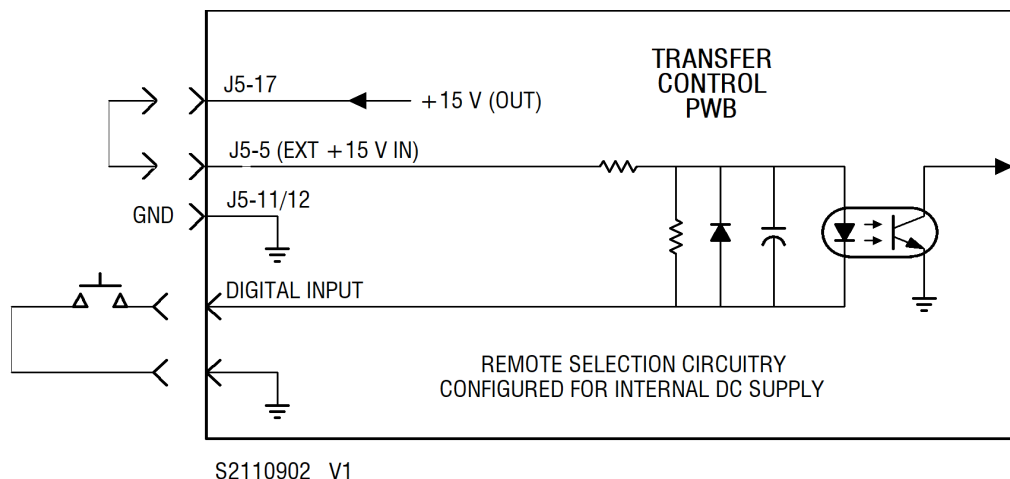 TRANSFER
CONTROL
PWB
J5-17
+15 V (OUT)
J5-5 (EXT +15 V IN)
J5-11/12
GND
DIGITAL INPUT
REMOTE SELECTION CIRCUITRY
CONFIGURED FOR INTERNAL DC SUPPLY
S2110902 V1